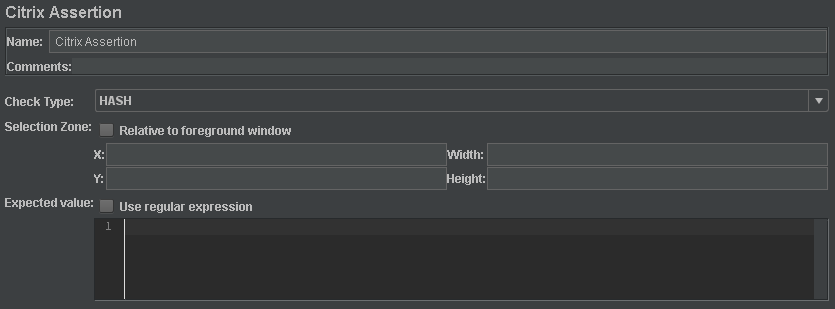 Citrix Assertion
Name: Citrix Assertion
Comments:
Check Type: HASH
Selection Zone: Relative to foreground window
X: Width:
Y: Height:
Expected value: Use regular expression
1